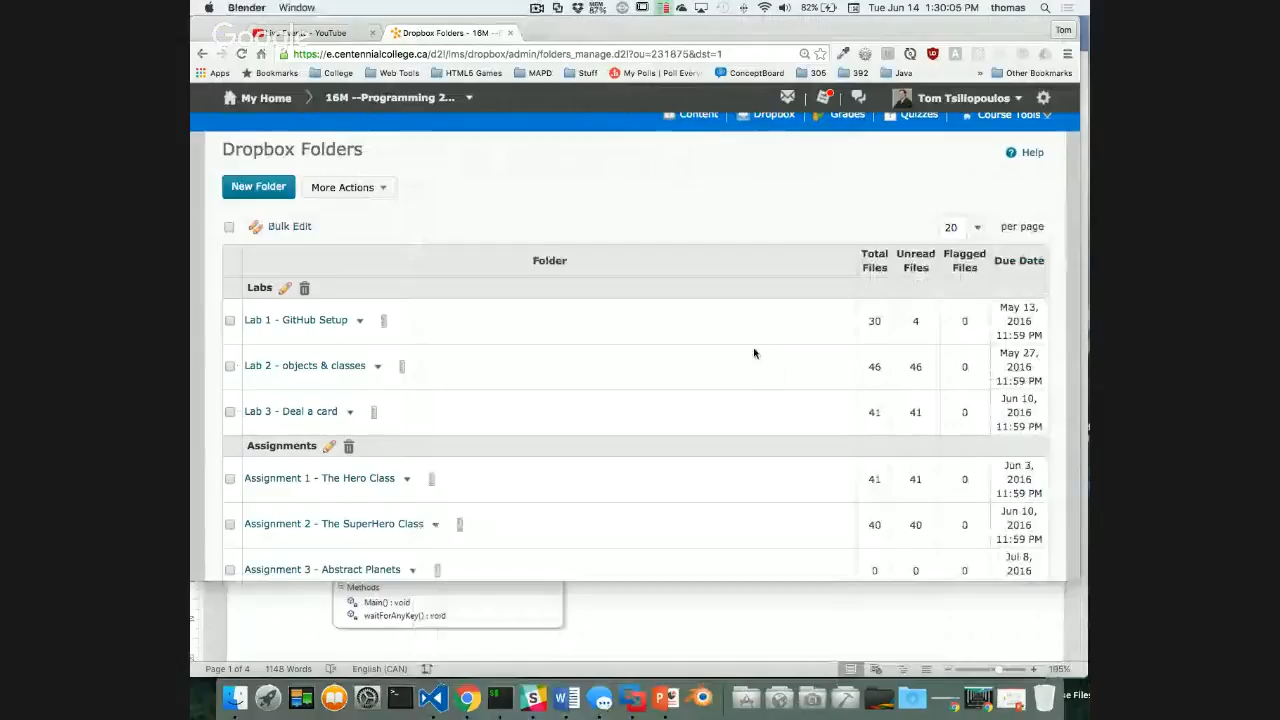 Blender Window
82% Tue Jun 14 1:30:05 PM thomas
Google
YouTube
Dropbox Folders - 16M --
Tom
https://e.centennialcollege.ca/d2l/lms/dropbox/admin/folders_manage.d2l?ou=231675&dst=1
Apps Bookmarks College Web Tools HTML5 Games MAPD Stuff My Polls | Poll Every ConceptBoard 305 392 Java » Other Bookmarks
My Home 16M --Programming 2... Tom Tsiliopoulos
Content Dropbox Grades Quizzes Course Tools
Dropbox Folders
Help
New Folder More Actions
Bulk Edit
20 per page
Folder
Total Files
Unread Files
Flagged Files
Due Date
Labs
Lab 1 - GitHub Setup 30 4 0 May 13, 2016 11:59 PM
Lab 2 - objects & classes 46 46 0 May 27, 2016 11:59 PM
Lab 3 - Deal a card 41 41 0 Jun 10, 2016 11:59 PM
Assignments
Assignment 1 - The Hero Class 41 41 0 Jun 3, 2016 11:59 PM
Assignment 2 - The SuperHero Class 40 40 0 Jun 10, 2016 11:59 PM
Assignment 3 - Abstract Planets 0 0 0 Jul 8, 2016
Methods
Main() : void
waitForAnyKey() : void
Page 1 of 4 1148 Words English (CAN) 195%
se Files